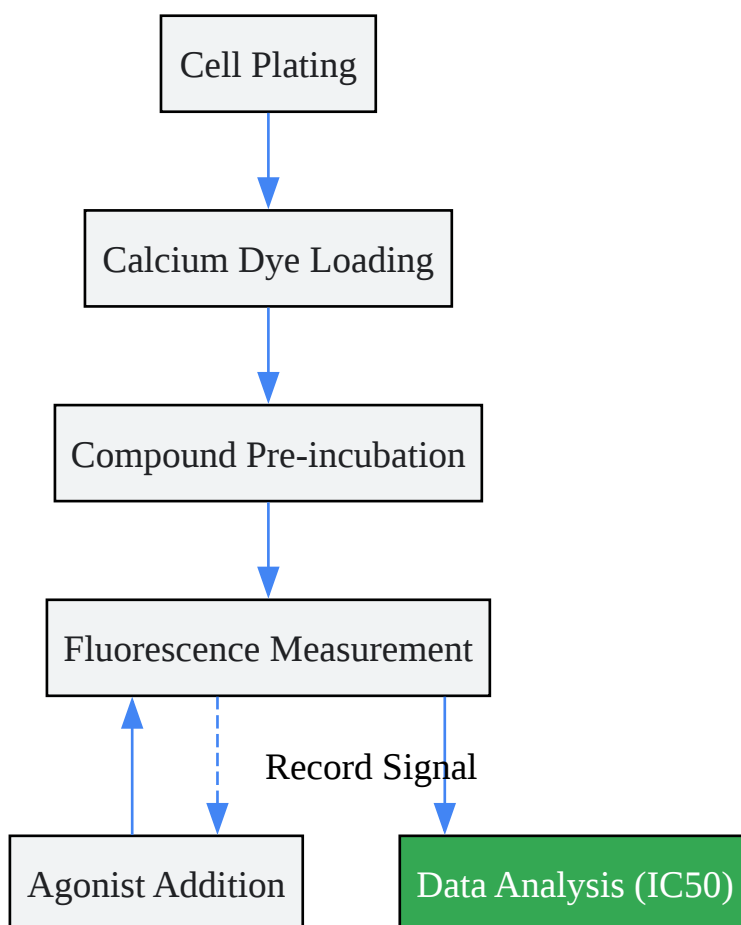 Cell Plating
Calcium Dye Loading
Compound Pre-incubation
Fluorescence Measurement
Record Signal
Agonist Addition
Data Analysis (IC50)